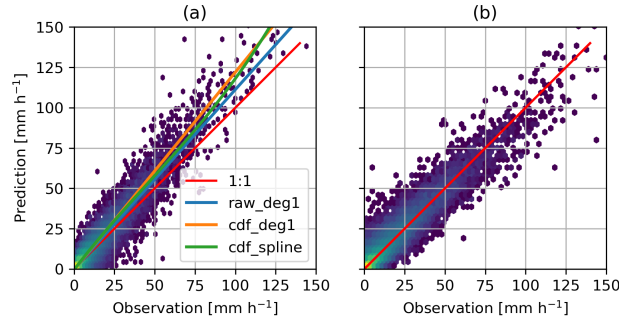 (a)
(b)
150
125
100
75
50
25
0
Prediction [mm h⁻¹]
1:1
raw_deg1
cdf_deg1
cdf_spline
0 25 50 75 100 125 150
0 25 50 75 100 125 150
Observation [mm h⁻¹]
Observation [mm h⁻¹]